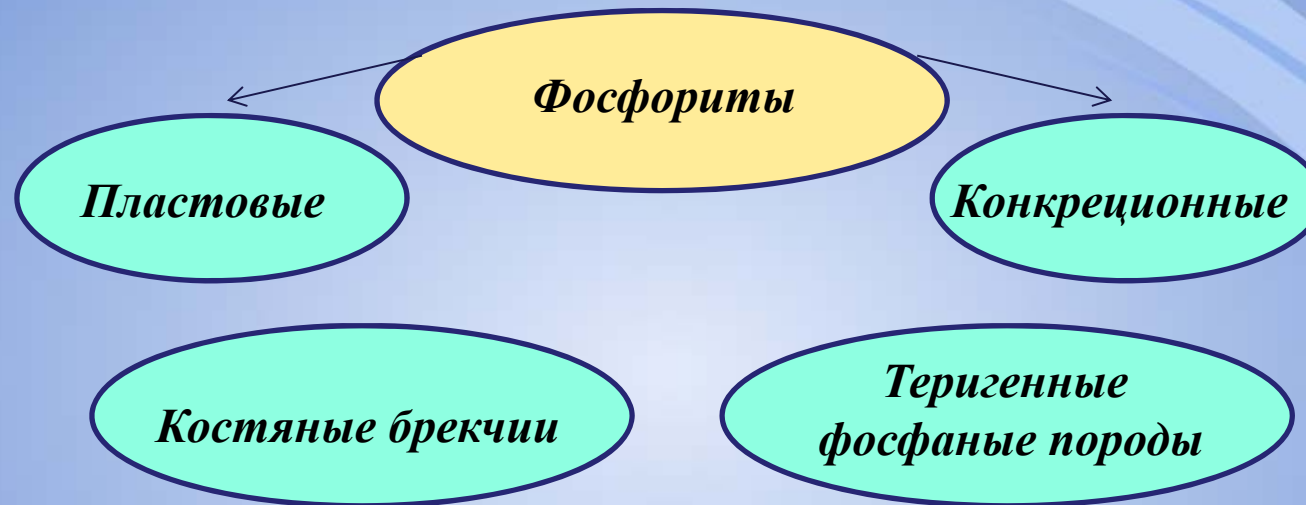 Фосфориты
Пластовые
Конкреционные
Костяные брекчии
Теригенные
фосфаные породы